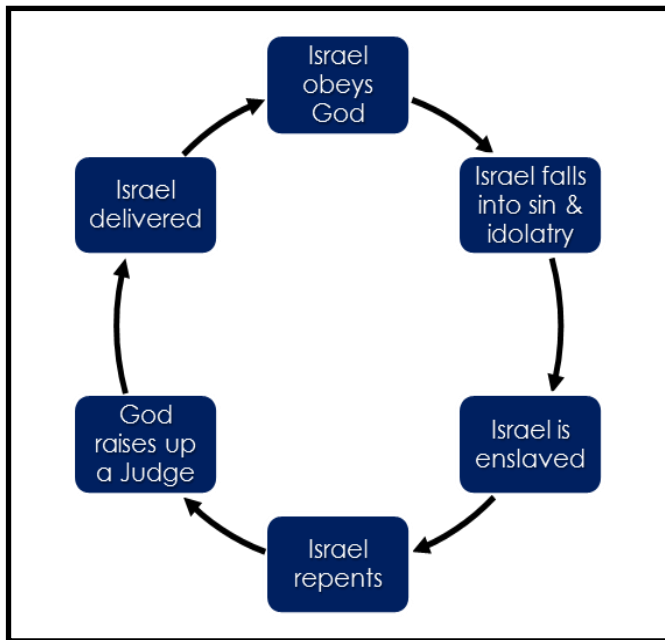 Israel
obeys
God
Israel falls
into sin &
idolatry
Israel is
enslaved
Israel
repents
God
raises up
a Judge
Israel
delivered